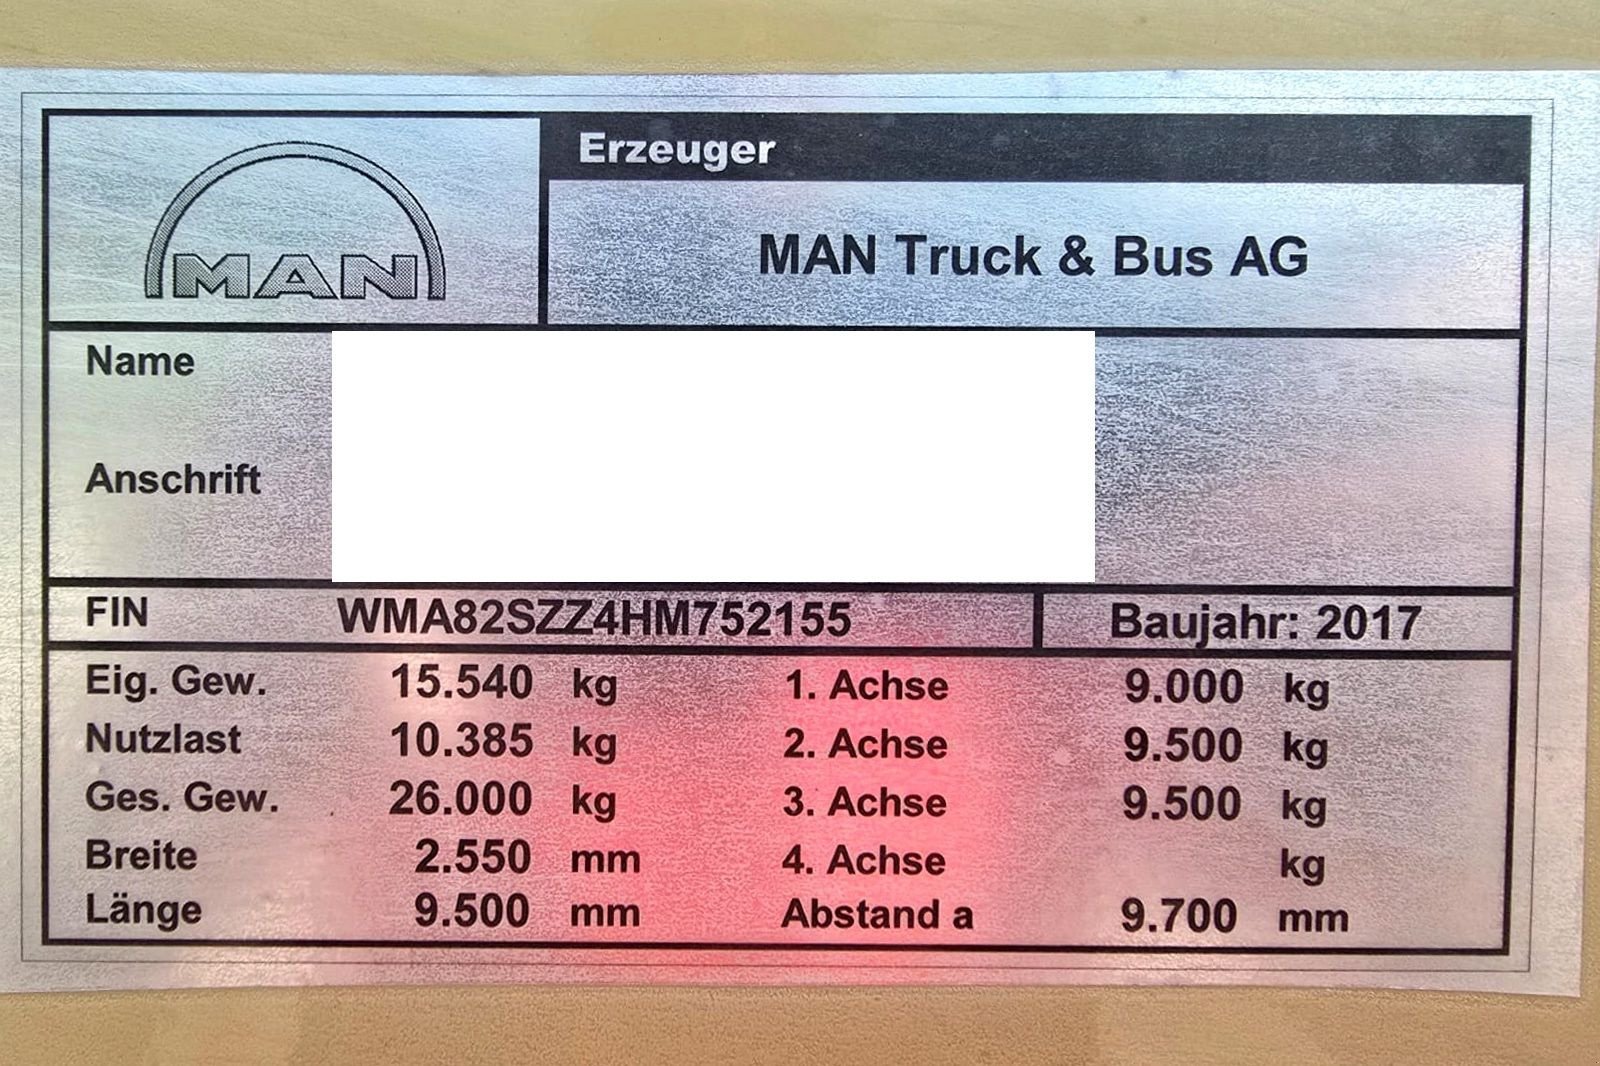 MAN
Erzeuger
MAN Truck & Bus AG
Name
Anschrift
FIN WMA82SZZ4HM752155 Baujahr: 2017
Eig. Gew. 15.540 kg 1. Achse 9.000 kg
Nutzlast 10.385 kg 2. Achse 9.500 kg
Ges. Gew. 26.000 kg 3. Achse 9.500 kg
Breite 2.550 mm 4. Achse kg
Länge 9.500 mm Abstand a 9.700 mm